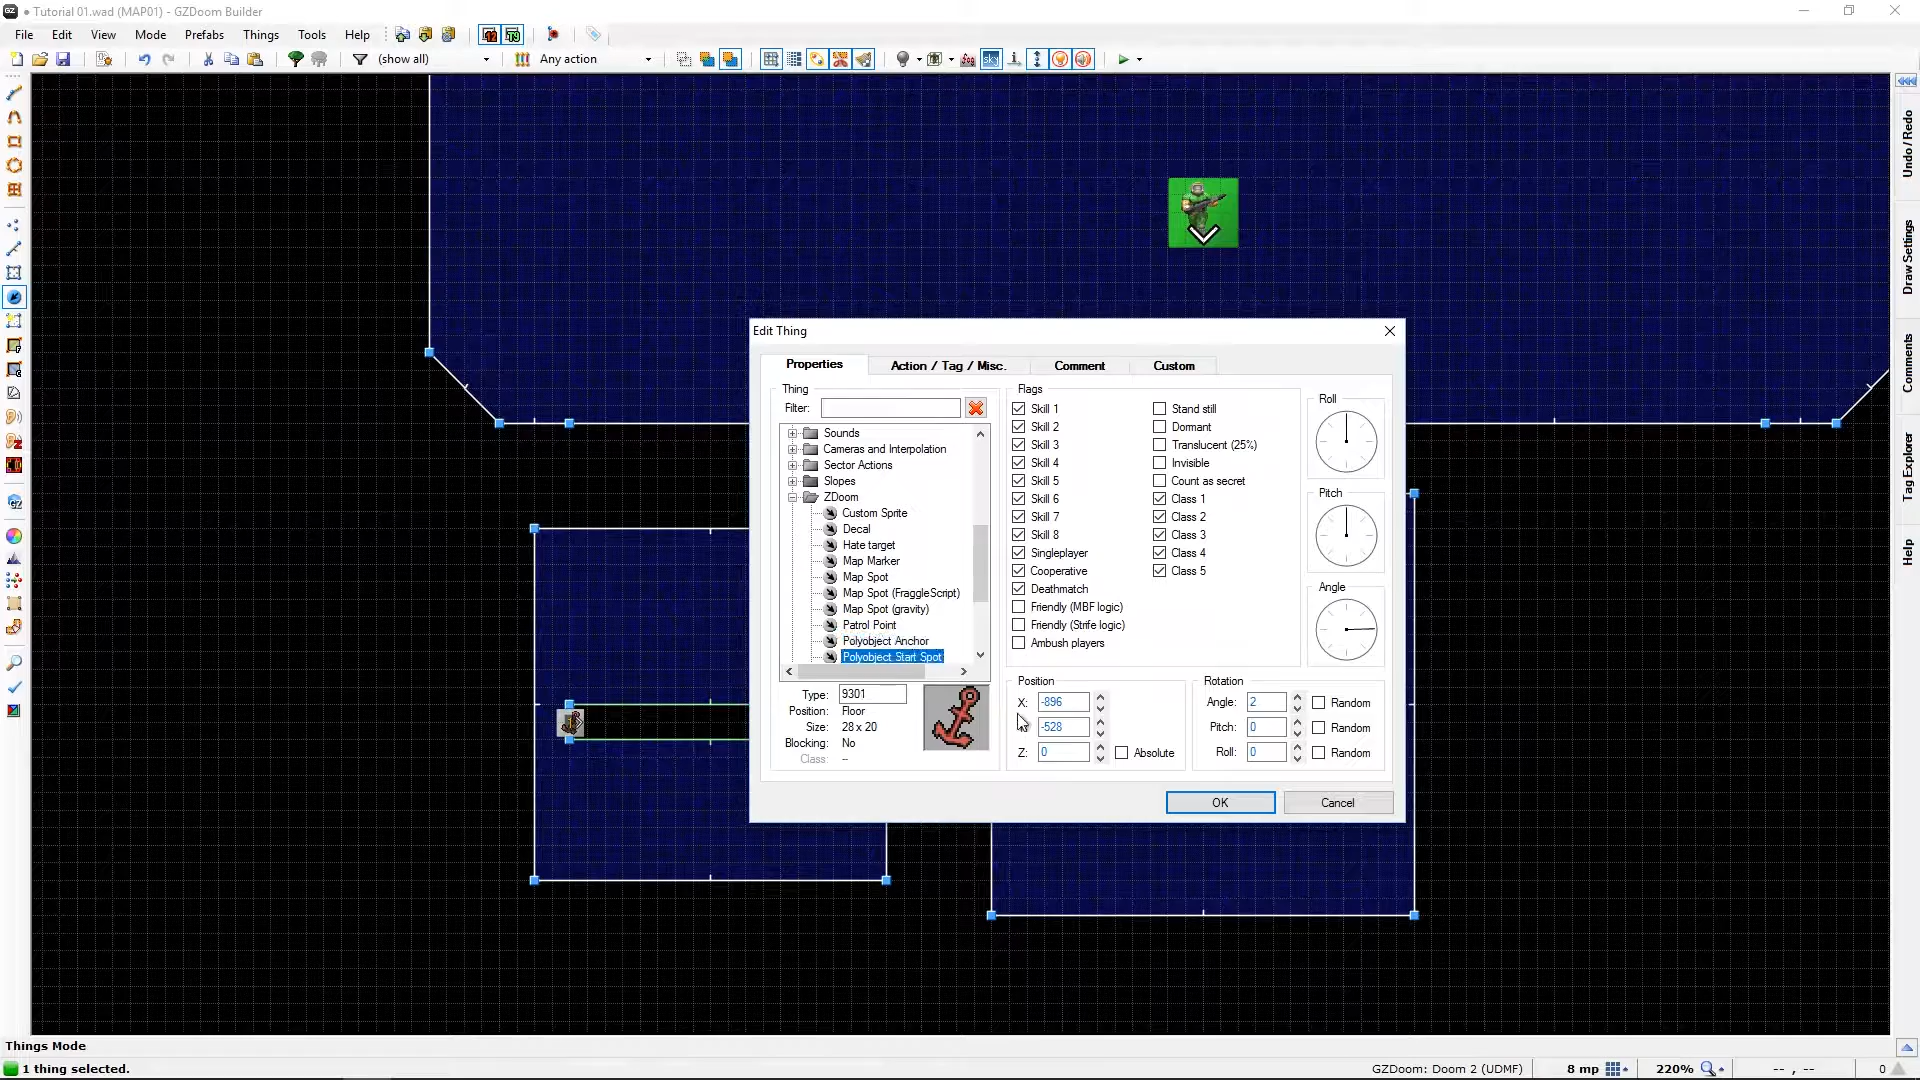 • Tutorial 01.wad (MAP01) - GZDoom Builder
File Edit View Mode Prefabs Things Tools Help
(show all) Any action
Undo / Redo
Draw Settings
Comments
Tag Explorer
Help
Edit Thing
Properties Action / Tag / Misc. Comment Custom
Thing
Filter:
Sounds
Cameras and Interpolation
Sector Actions
Slopes
ZDoom
Custom Sprite
Decal
Hate target
Map Marker
Map Spot
Map Spot (FraggleScript)
Map Spot (gravity)
Patrol Point
Polyobject Anchor
Polyobject Start Spot
Type: 9301
Position: Floor
Size: 28 x 20
Blocking: No
Class: --
Flags
Skill 1
Skill 2
Skill 3
Skill 4
Skill 5
Skill 6
Skill 7
Skill 8
Singleplayer
Cooperative
Deathmatch
Friendly (MBF logic)
Friendly (Strife logic)
Ambush players
Stand still
Dormant
Translucent (25%)
Invisible
Count as secret
Class 1
Class 2
Class 3
Class 4
Class 5
Roll
Pitch
Angle
Position
X: -896
-528
Z: 0 Absolute
Rotation
Angle: 2 Random
Pitch: 0 Random
Roll: 0 Random
OK Cancel
Things Mode
1 thing selected. GZDoom: Doom 2 (UDMF) 8 mp 220% -- , -- 0